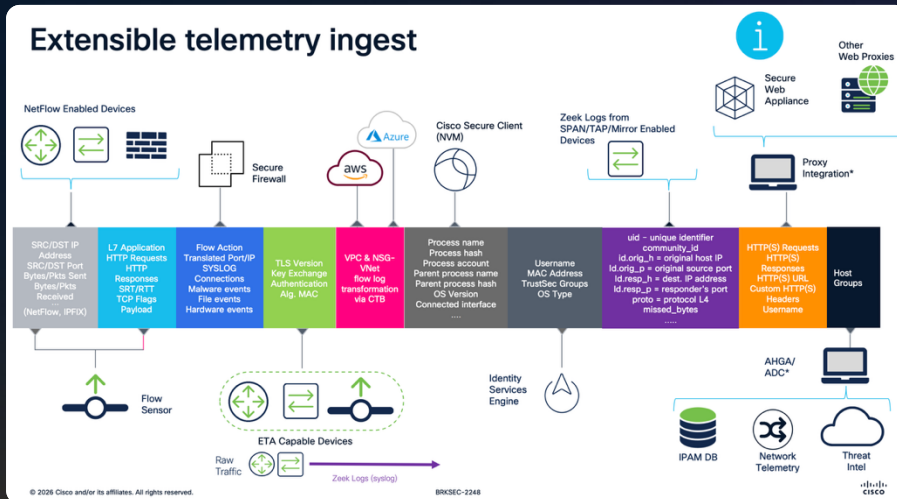 Extensible telemetry ingest
i
Other
Web Proxies
Secure
Web
Appliance
NetFlow Enabled Devices
Secure
Firewall
aws
Azure
Cisco Secure Client
(NVM)
Zeek Logs from
SPAN/TAP/Mirror Enabled
Devices
Proxy
Integration*
SRC/DST IP
Address
SRC/DST Port
Bytes/Pkts Sent
Bytes/Pkts
Received
...
(NetFlow, IPFIX)
L7 Application
HTTP Requests
HTTP
Responses
SRT/RTT
TCP Flags
Payload
Flow Action
Translated Port/IP
SYSLOG
Connections
Malware events
File events
Hardware events
TLS Version
Key Exchange
Authentication
Alg. MAC
VPC & NSG-
VNet
flow log
transformation
via CTB
Process name
Process hash
Process account
Parent process name
Parent process hash
OS Version
Connected interface
....
Username
MAC Address
TrustSec Groups
OS Type
uid - unique identifier
community_id
id.orig_h = original host IP
Id.orig_p = original source port
Id.resp_h = dest. IP address
Id.resp_p = responder's port
proto = protocol L4
missed_bytes
.....
HTTP(S) Requests
HTTP(S)
Responses
HTTP(S) URL
Custom HTTP(S)
Headers
Username
Host
Groups
Flow
Sensor
ETA Capable Devices
Identity
Services
Engine
AHGA/
ADC*
IPAM DB
Network
Telemetry
Threat
Intel
Raw
Traffic
Zeek Logs (syslog)
© 2026 Cisco and/or its affiliates. All rights reserved.
BRKSEC-2248
CISCO